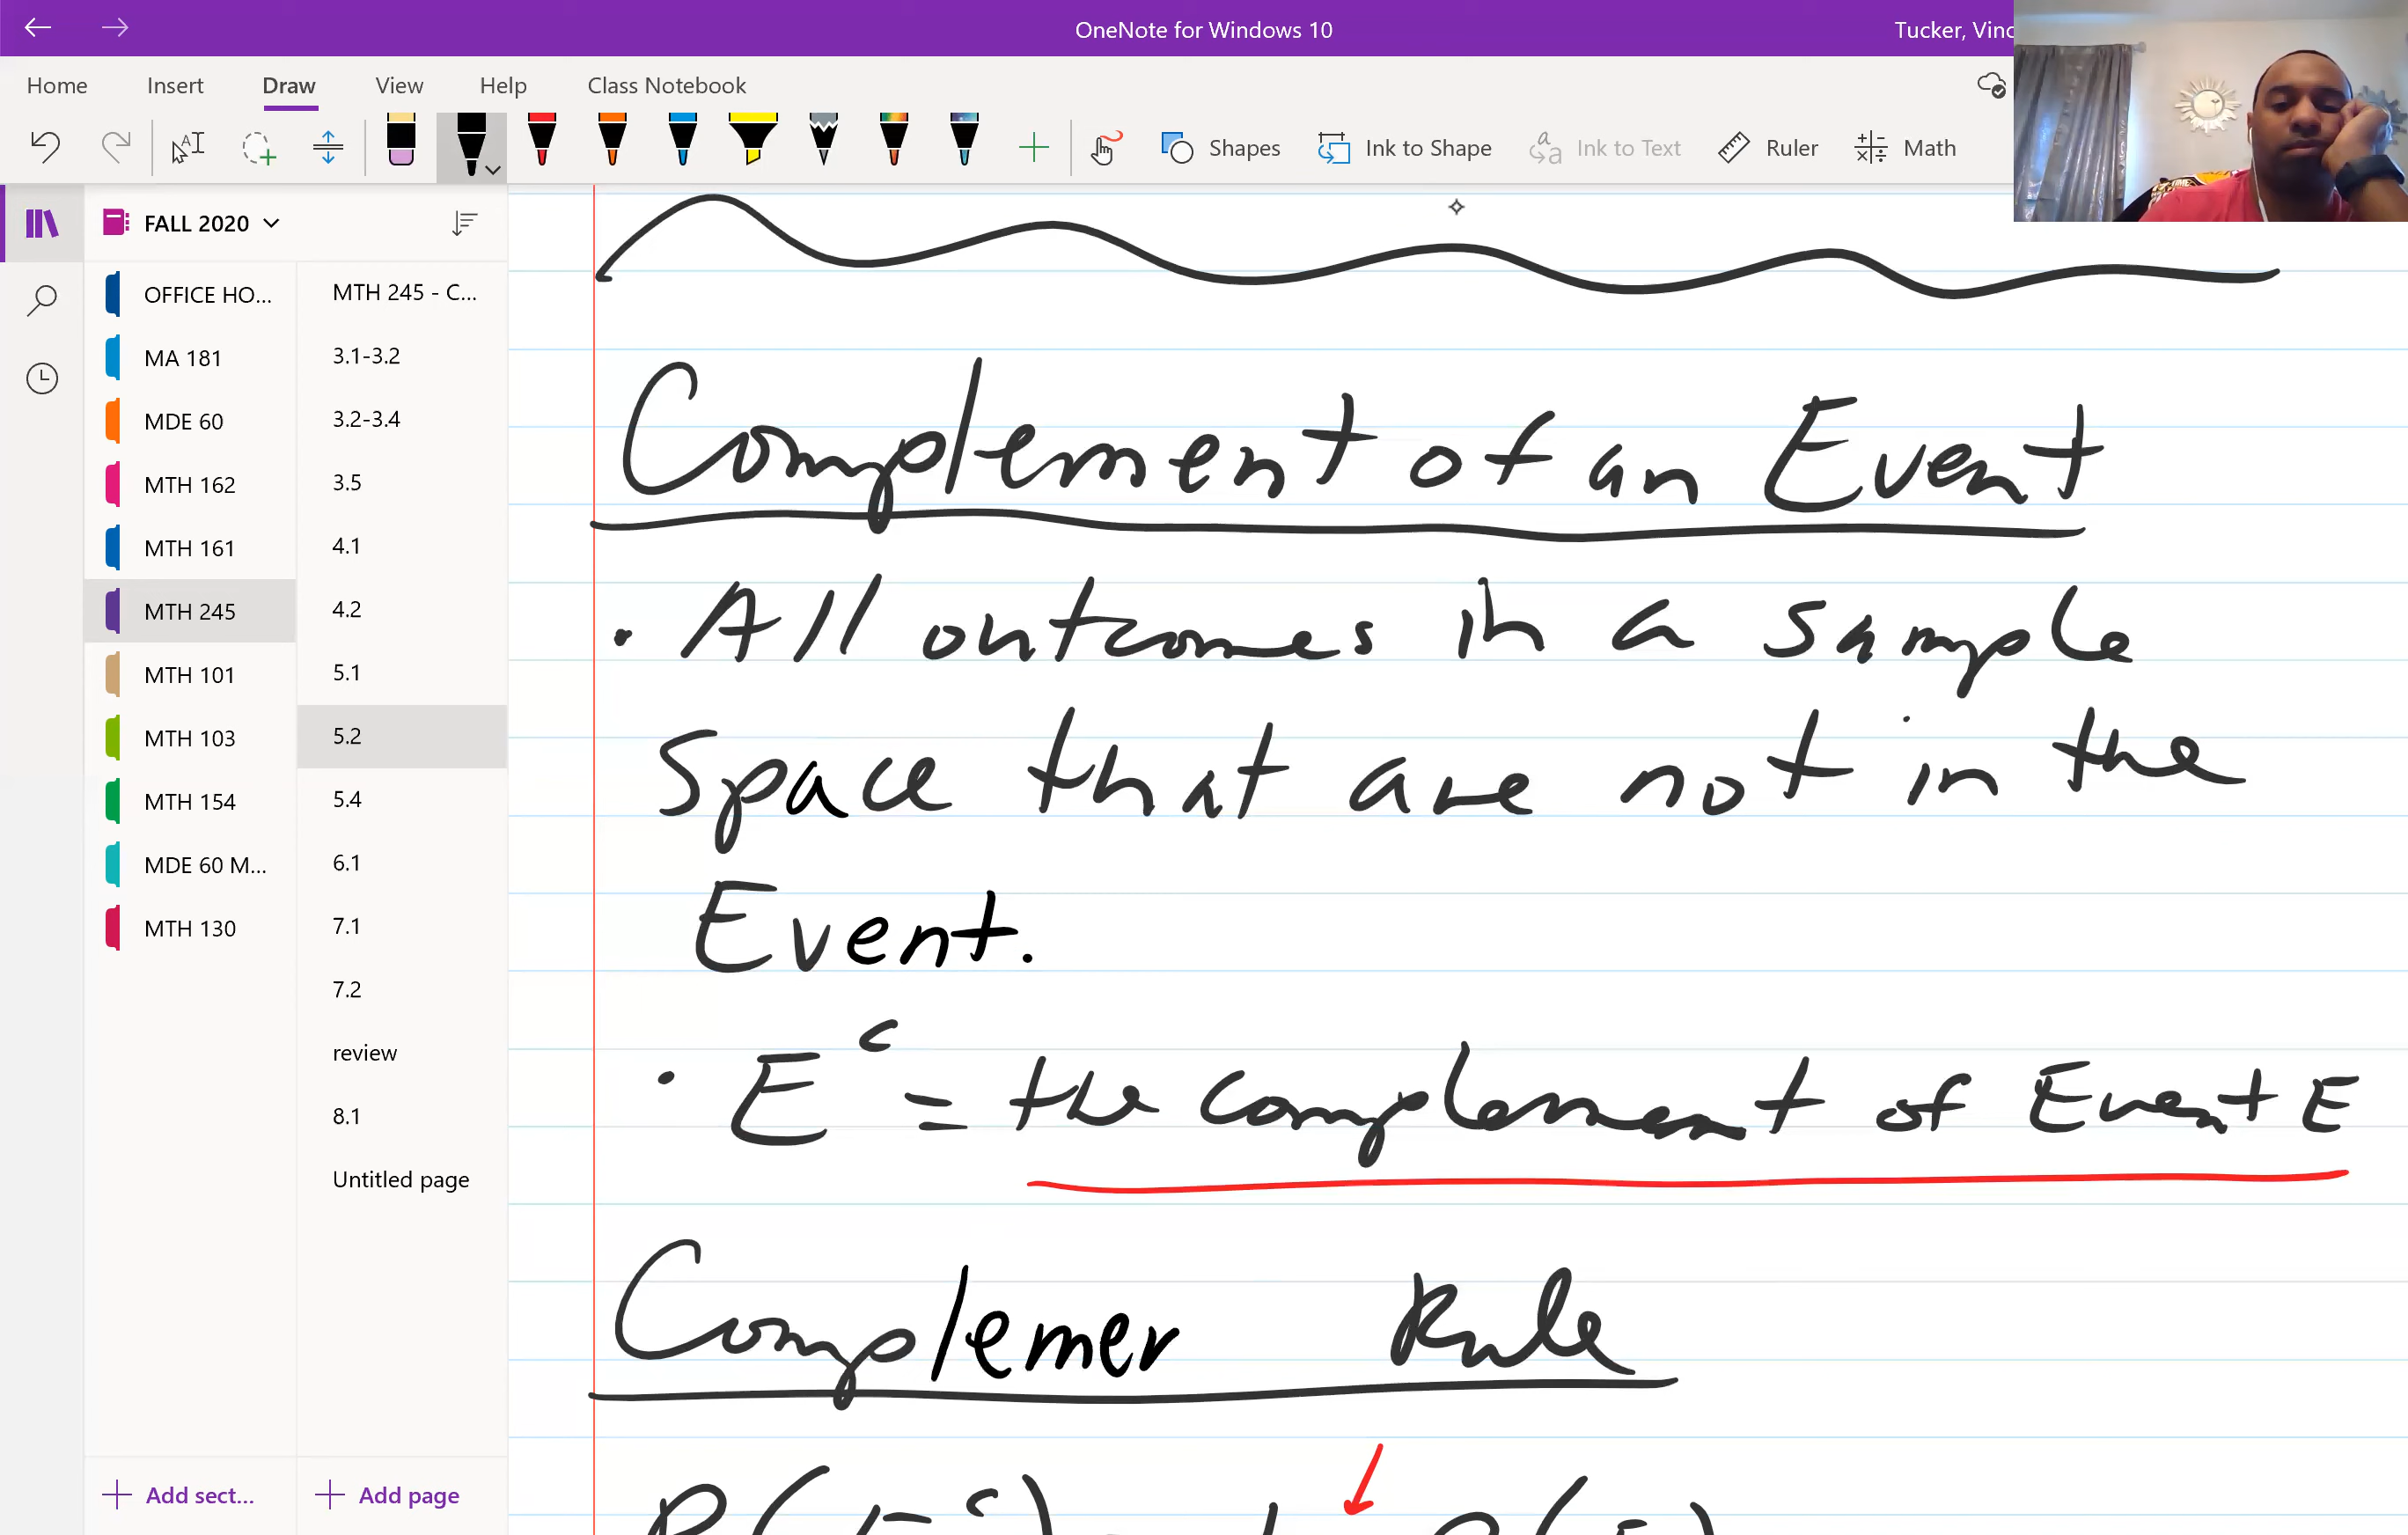 OneNote for Windows 10
Tucker, Vinc
Home Insert Draw View Help Class Notebook
Shapes Ink to Shape Ink to Text Ruler Math
FALL 2020
OFFICE HO...
MA 181
MDE 60
MTH 162
MTH 161
MTH 245
MTH 101
MTH 103
MTH 154
MDE 60 M...
MTH 130
Add sect...
MTH 245 - C...
3.1-3.2
3.2-3.4
3.5
4.1
4.2
5.1
5.2
5.4
6.1
7.1
7.2
review
8.1
Untitled page
Add page
Complement of an Event
• All outcomes in a sample
space that are not in the
Event.
• E^c = the complement of Event E
Complemer Rule